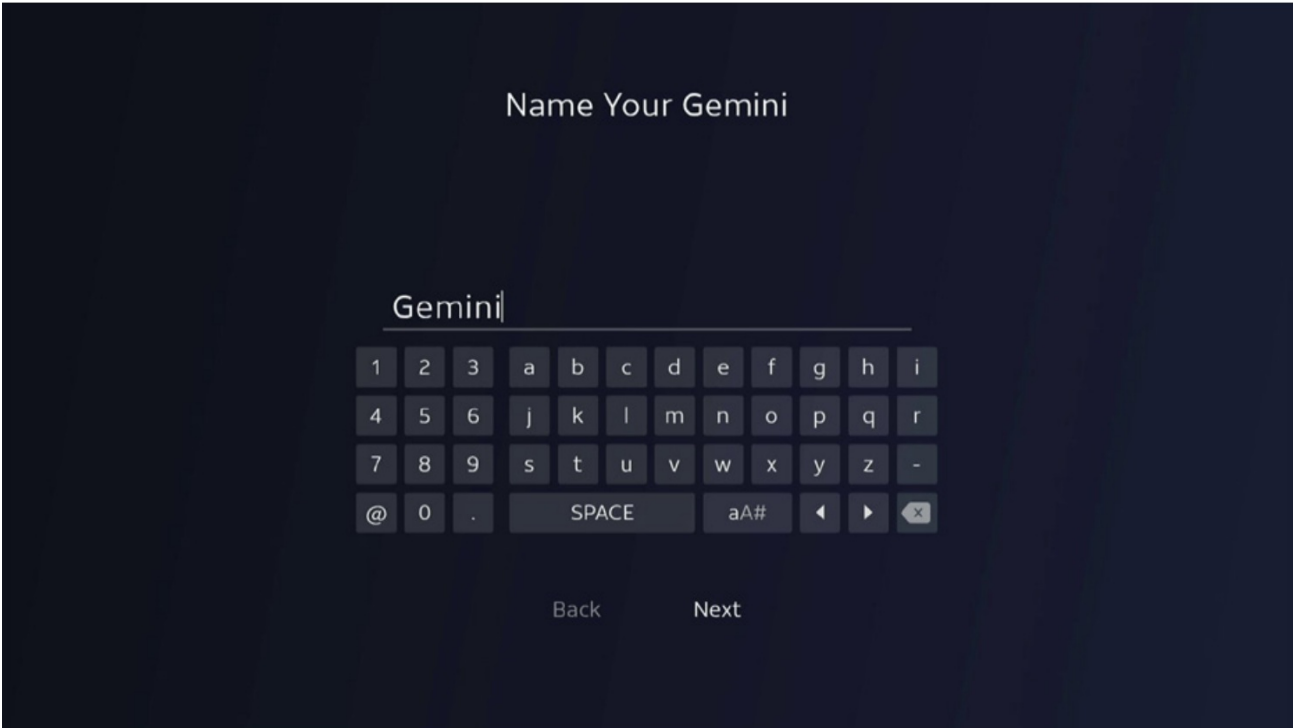 Name Your Gemini
Gemini
1 2 3 a b c d e f g h i
4 5 6 j k l m n o p q r
7 8 9 s t u v w x y z -
@ 0 . SPACE aA#
Back Next